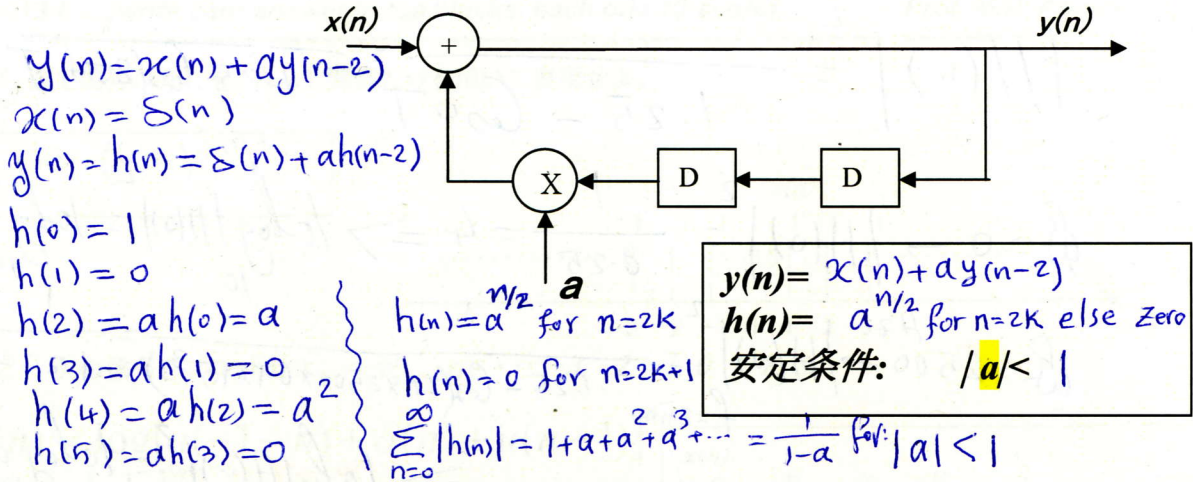 x(n)
y(n)
+
y(n)=x(n)+ay(n-2)
x(n)=δ(n)
y(n)=h(n)=δ(n)+ah(n-2)
X
D
D
a
h(0)=1
h(1)=0
h(2)=ah(0)=a
h(3)=ah(1)=0
h(4)=ah(2)=a²
h(5)=ah(3)=0
h(n)=a^{n/2} for n=2K
h(n)=0 for n=2K+1
∑_{n=0}^{∞}|h(n)|=1+a+a²+a³+... = 1/(1-a) for: |a|<1
y(n)= x(n)+ay(n-2)
h(n)= a^{n/2} for n=2K else Zero
安定条件: |a|< 1